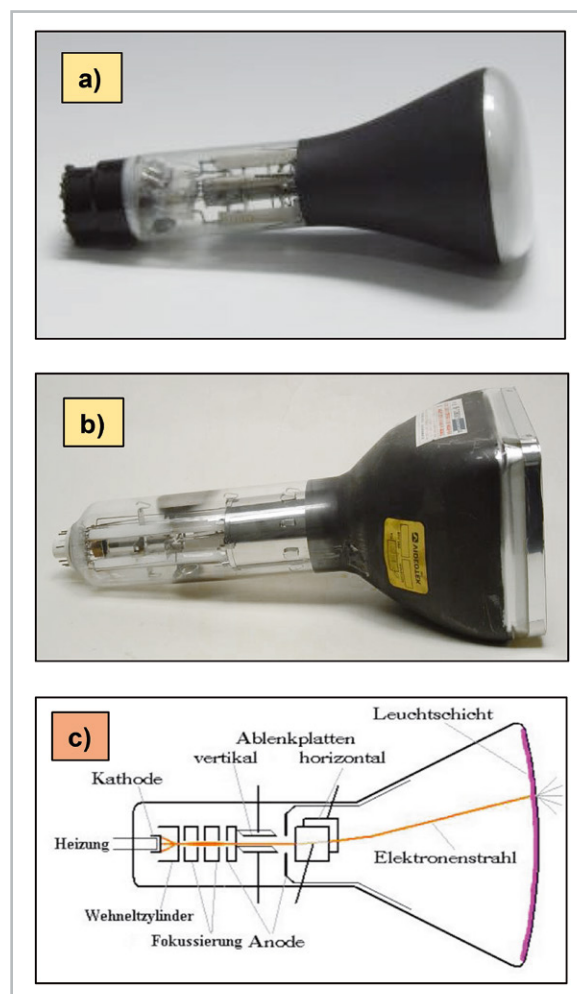 a)
b)
c)
Leuchtschicht
Ablenkplatten
vertikal horizontal
Kathode
Heizung
Elektronenstrahl
Wehneltzylinder
Fokussierung Anode